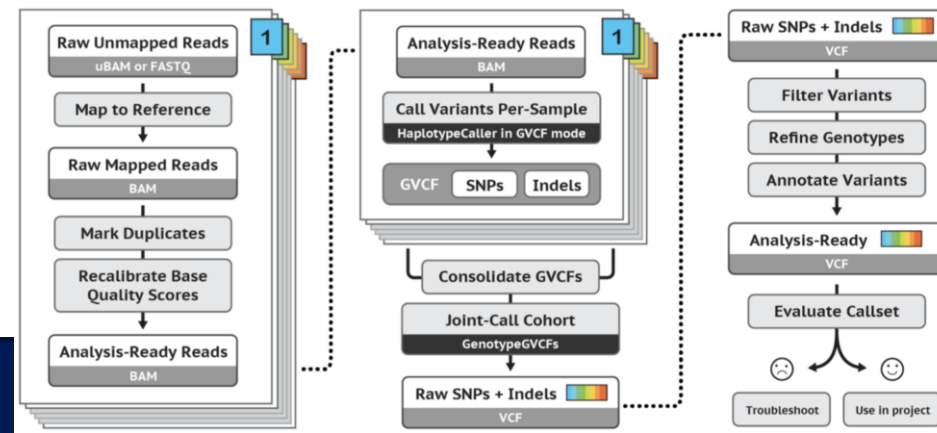 1
Raw Unmapped Reads
uBAM or FASTQ
Map to Reference
Raw Mapped Reads
BAM
Mark Duplicates
Recalibrate Base
Quality Scores
Analysis-Ready Reads
BAM
1
Analysis-Ready Reads
BAM
Call Variants Per-Sample
HaplotypeCaller in GVCF mode
GVCF SNPs Indels
Consolidate GVCFs
Joint-Call Cohort
GenotypeGVCFs
Raw SNPs + Indels
VCF
Raw SNPs + Indels
VCF
Filter Variants
Refine Genotypes
Annotate Variants
Analysis-Ready
VCF
Evaluate Callset
Troubleshoot Use in project